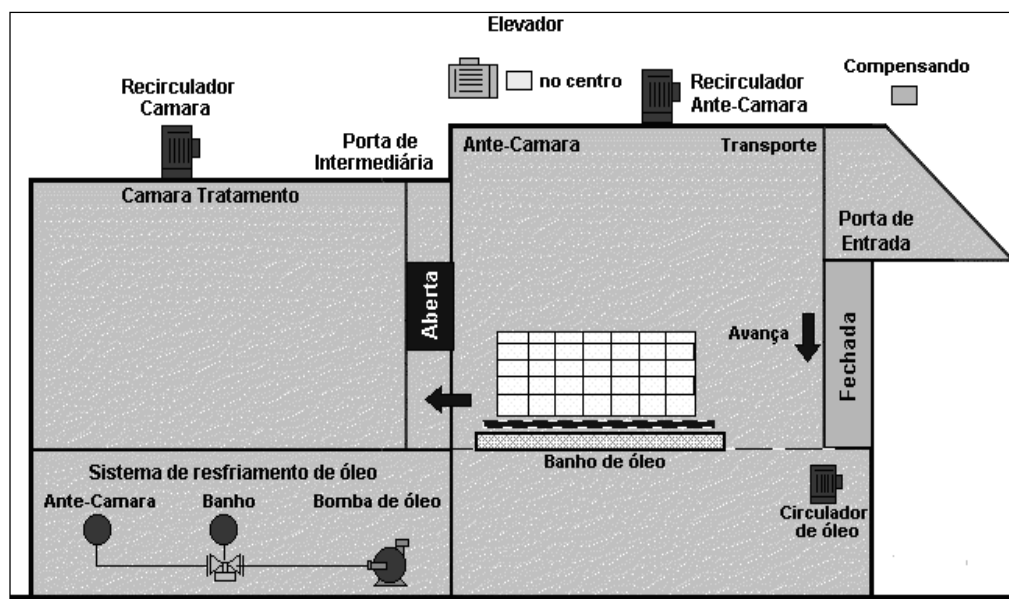 Elevador
no centro
Recirculador
Camara
Recirculador
Ante-Camara
Compensando
Porta de
Intermediária
Ante-Camara
Transporte
Camara Tratamento
Porta de
Entrada
Aberta
Avança
Fechada
Banho de óleo
Sistema de resfriamento de óleo
Ante-Camara
Banho
Bomba de óleo
Circulador
de óleo